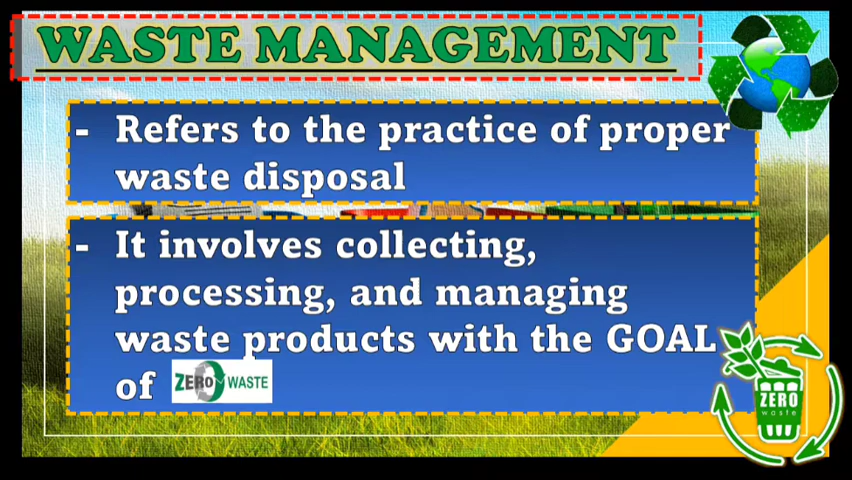 WASTE MANAGEMENT
- Refers to the practice of proper
waste disposal
- It involves collecting,
processing, and managing
waste products with the GOAL
of ZERO WASTE
ZERO
waste